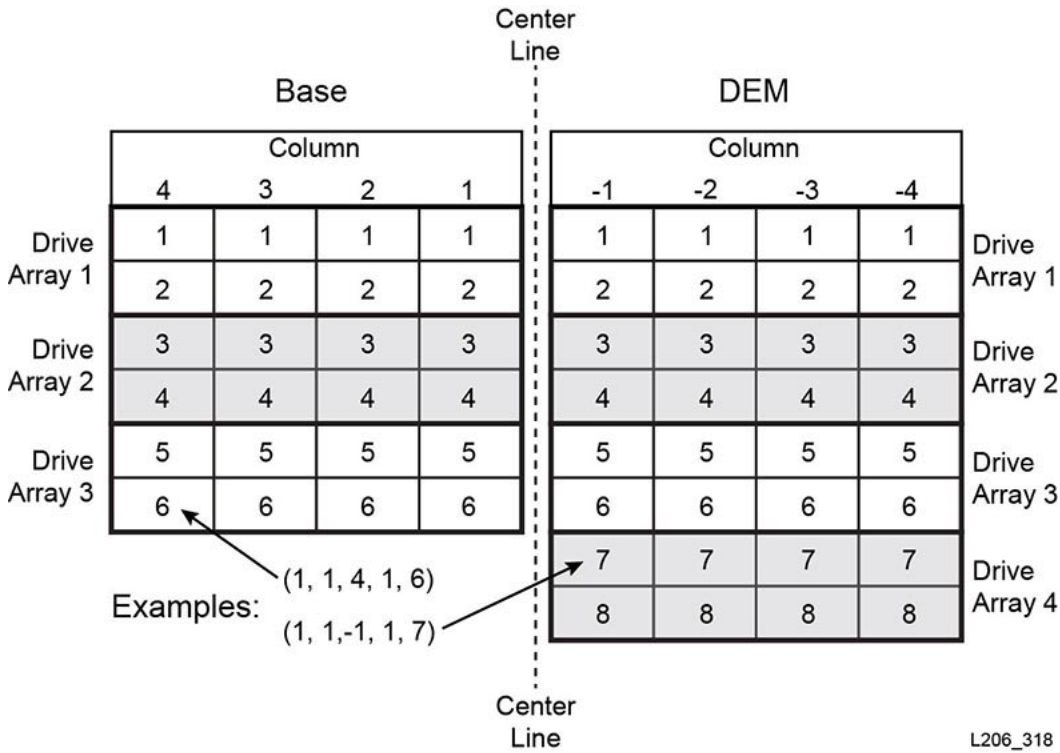 Center
Line
Base
DEM
Column
Column
4 3 2 1
-1 -2 -3 -4
Drive
Array 1
1 1 1 1
2 2 2 2
1 1 1 1
2 2 2 2
Drive
Array 1
Drive
Array 2
3 3 3 3
4 4 4 4
3 3 3 3
4 4 4 4
Drive
Array 2
Drive
Array 3
5 5 5 5
6 6 6 6
5 5 5 5
6 6 6 6
Drive
Array 3
7 7 7 7
8 8 8 8
Drive
Array 4
Examples:
(1, 1, 4, 1, 6)
(1, 1,-1, 1, 7)
Center
Line
L206_318